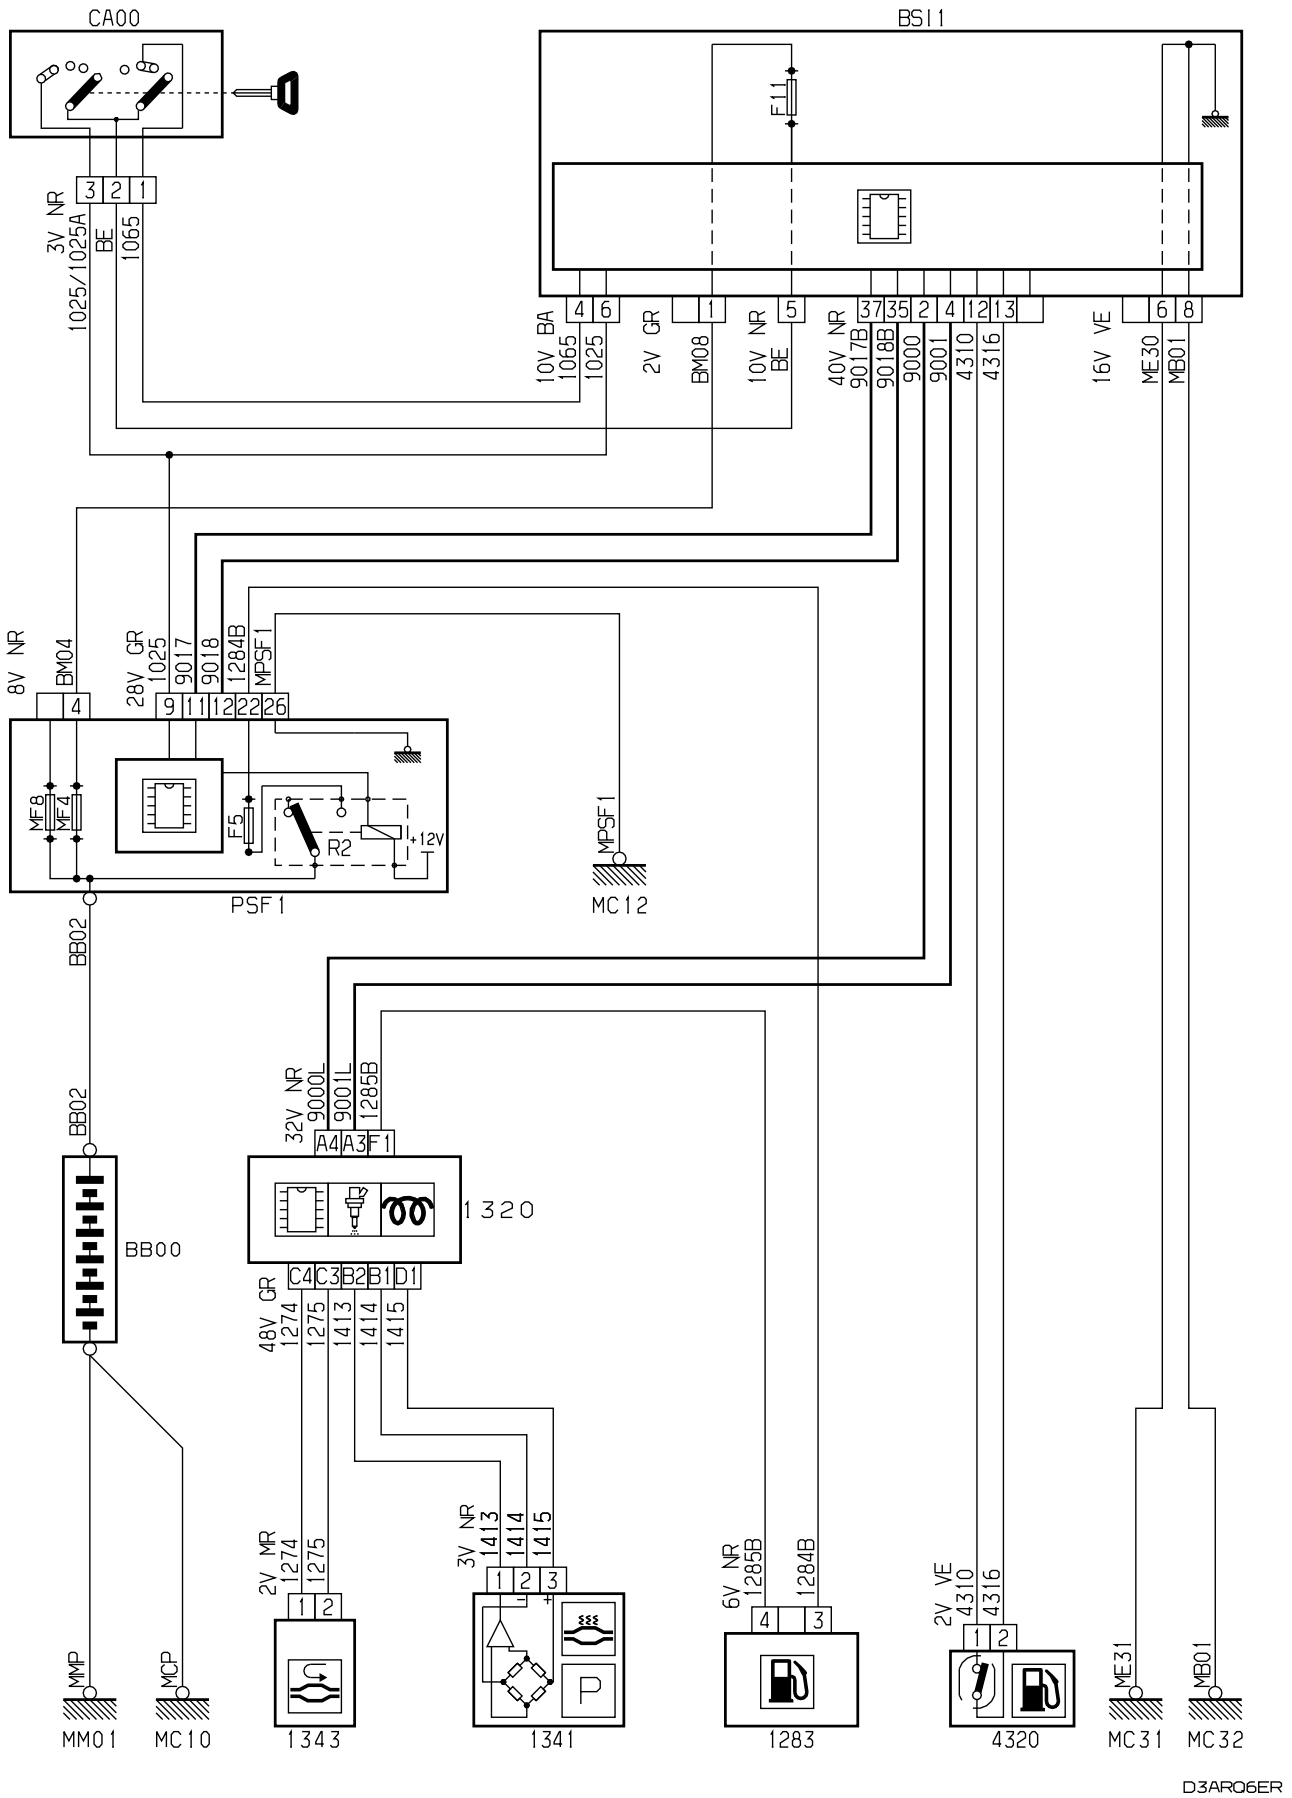 CA00
BSI1
F11
3 2 1
3V NR
1025/1025A
BE
1065
4 6
1
5
37 35 2 4 12 13
6 8
10V BA
1065
1025
2V GR
BM08
10V NR
BE
40V NR
9017B
9018B
9000
9001
4310
4316
16V VE
ME30
MB01
8V NR
BM04
28V GR
1025
9017
9018
1284B
MPSF1
4
9 11 12 22 26
MF8
MF4
F5
R2
+12V
PSF1
MPSF1
MC12
BB02
BB02
BB00
32V NR
9000L
9001L
1285B
A4 A3 F1
1320
C4 C3 B2 B1 D1
48V GR
1274
1275
1413
1414
1415
2V MR
1274
1275
1 2
1343
3V NR
1413
1414
1415
1 2 3
- +
P
1341
6V NR
1285B
1284B
4 3
1283
2V VE
4310
4316
1 2
4320
MMP
MM01
MCP
MC10
ME31
MC31
MB01
MC32
D3ARQ6ER